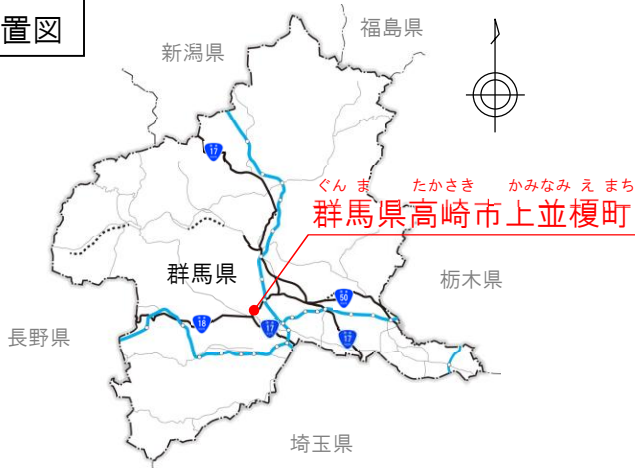 置図
新潟県
福島県
17
ぐんま たかさき かみなみえまち
群馬県高崎市上並榎町
群馬県
栃木県
50
18
17
17
長野県
埼玉県